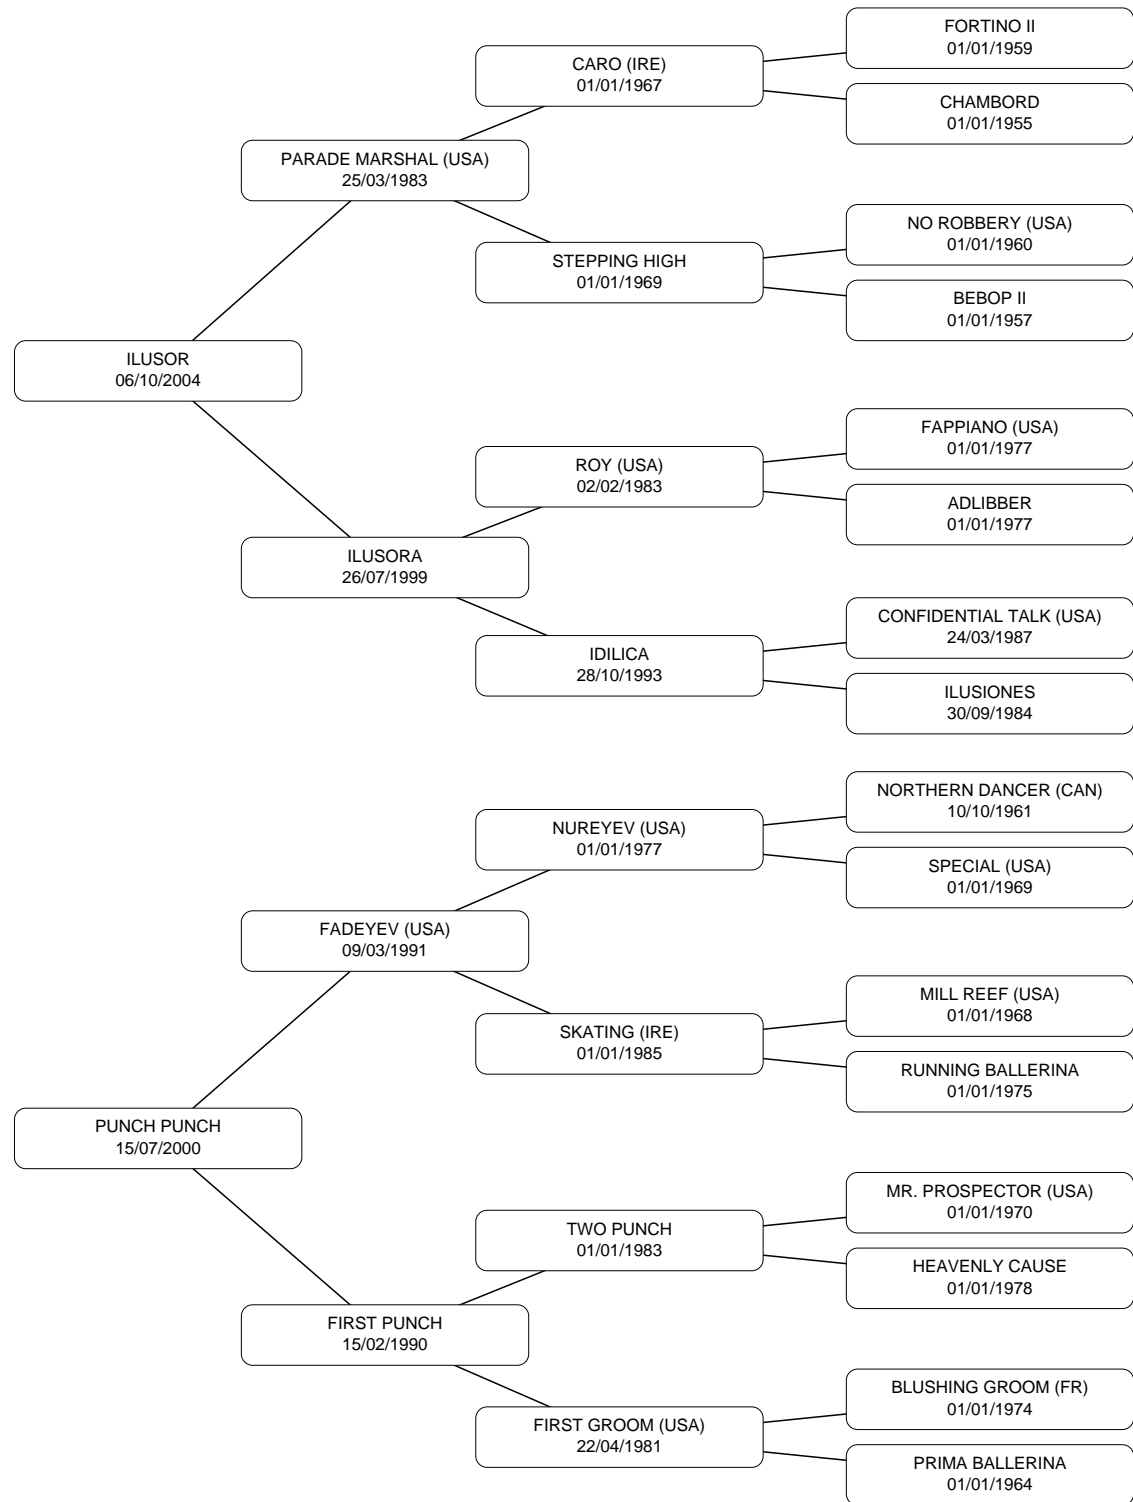 FORTINO II
01/01/1959
CARO (IRE)
01/01/1967
CHAMBORD
01/01/1955
PARADE MARSHAL (USA)
25/03/1983
NO ROBBERY (USA)
01/01/1960
STEPPING HIGH
01/01/1969
BEBOP II
01/01/1957
ILUSOR
06/10/2004
FAPPIANO (USA)
01/01/1977
ROY (USA)
02/02/1983
ADLIBBER
01/01/1977
ILUSORA
26/07/1999
CONFIDENTIAL TALK (USA)
24/03/1987
IDILICA
28/10/1993
ILUSIONES
30/09/1984
NORTHERN DANCER (CAN)
10/10/1961
NUREYEV (USA)
01/01/1977
SPECIAL (USA)
01/01/1969
FADEYEV (USA)
09/03/1991
MILL REEF (USA)
01/01/1968
SKATING (IRE)
01/01/1985
RUNNING BALLERINA
01/01/1975
PUNCH PUNCH
15/07/2000
MR. PROSPECTOR (USA)
01/01/1970
TWO PUNCH
01/01/1983
HEAVENLY CAUSE
01/01/1978
FIRST PUNCH
15/02/1990
BLUSHING GROOM (FR)
01/01/1974
FIRST GROOM (USA)
22/04/1981
PRIMA BALLERINA
01/01/1964